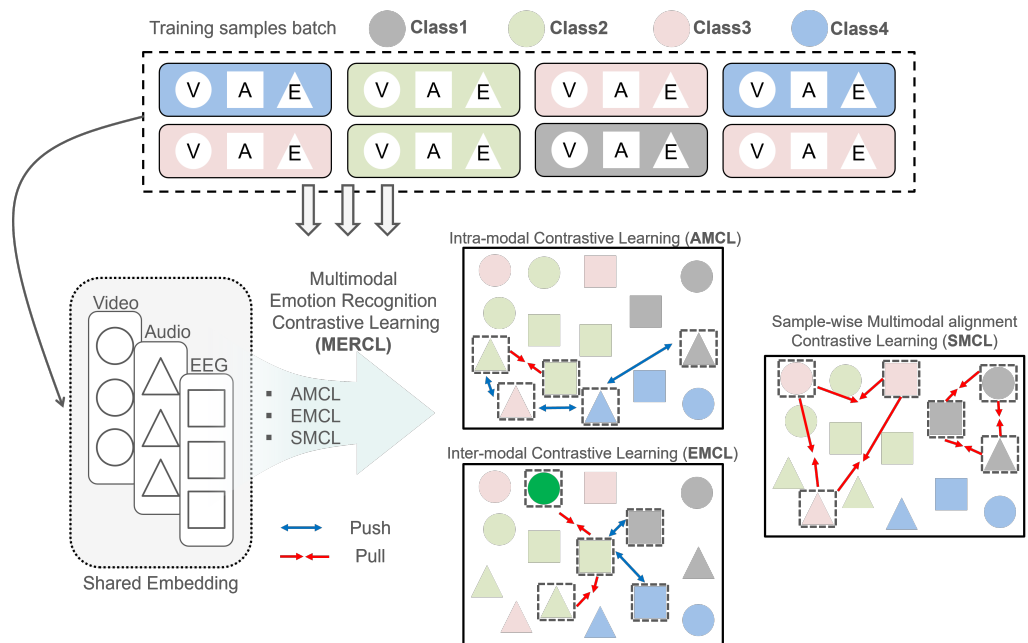 Training samples batch
Class1
Class2
Class3
Class4
V A E
V A E
V A E
V A E
V A E
V A E
V A E
V A E
Intra-modal Contrastive Learning (AMCL)
Multimodal
Emotion Recognition
Contrastive Learning
(MERCL)
Video
Audio
EEG
▪ AMCL
▪ EMCL
▪ SMCL
Sample-wise Multimodal alignment
Contrastive Learning (SMCL)
Inter-modal Contrastive Learning (EMCL)
Push
Pull
Shared Embedding